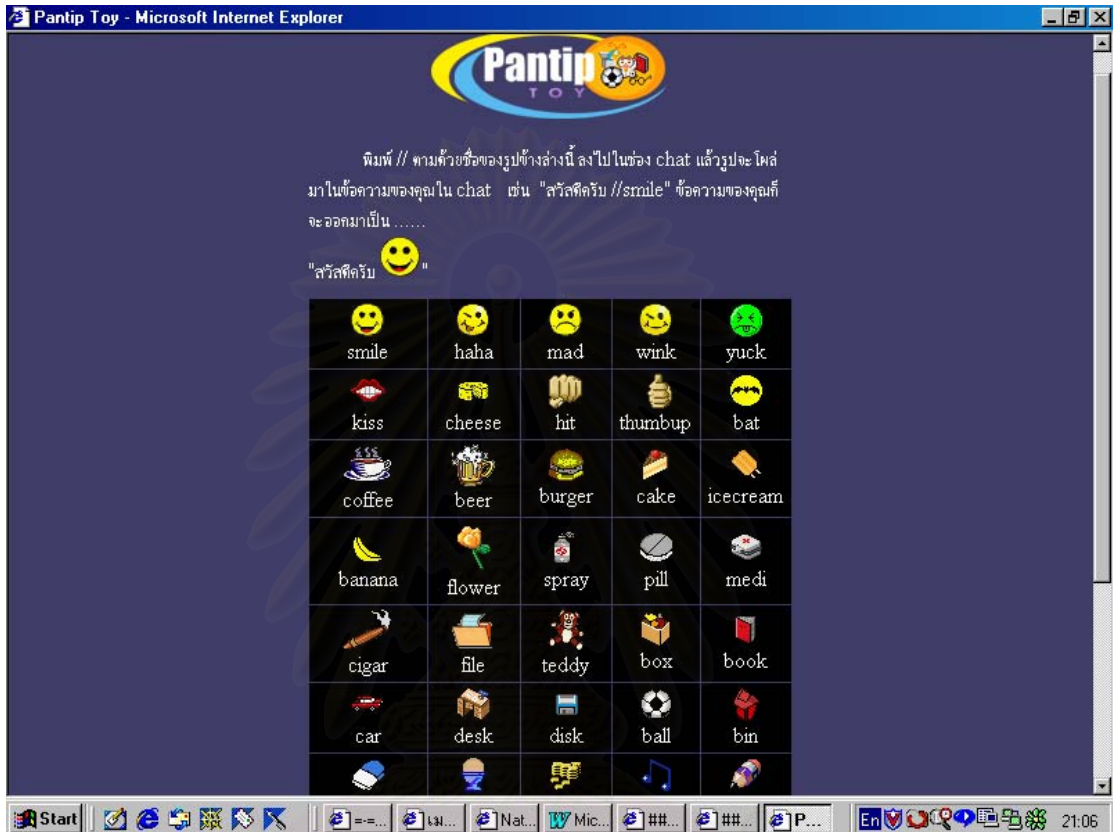 Pantip Toy - Microsoft Internet Explorer
Pantip
TOY
พิมพ์ // ตามด้วยชื่อของรูปข้างล่างนี้ ลงไปในช่อง chat แล้วรูปจะโผล่
มาในข้อความของคุณใน chat เช่น "สวัสดีครับ //smile" ข้อความของคุณก็
จะออกมาเป็น ......
"สวัสดีครับ "
smile haha mad wink yuck
kiss cheese hit thumbup bat
coffee beer burger cake icecream
banana flower spray pill medi
cigar file teddy box book
car desk disk ball bin
Start =-=... เม... Nat... Mic... ##... ##... P... En 21:06